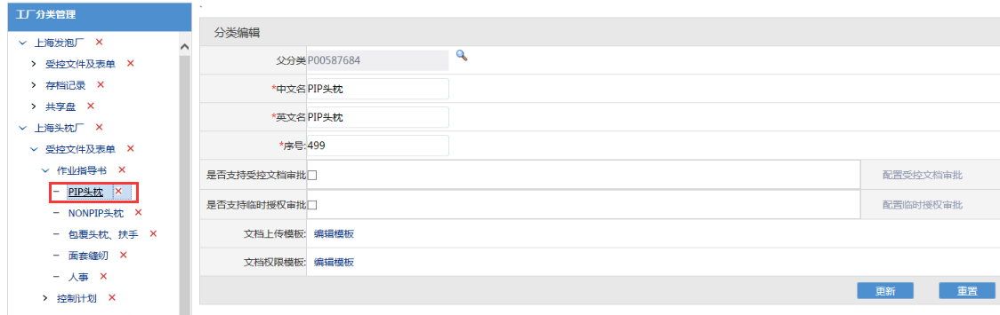 工厂分类管理
上海发泡厂
受控文件及表单
存档记录
共享盘
上海头枕厂
受控文件及表单
作业指导书
PIP头枕
NONPIP头枕
包覆头枕、扶手
面套缝纫
人事
控制计划
分类编辑
父分类 P00587684
*中文名 PIP头枕
*英文名 PIP头枕
*序号: 499
是否支持受控文档审批 配置受控文档审批
是否支持临时授权审批 配置临时授权审批
文档上传模板: 编辑模板
文档权限模板: 编辑模板
更新 重置